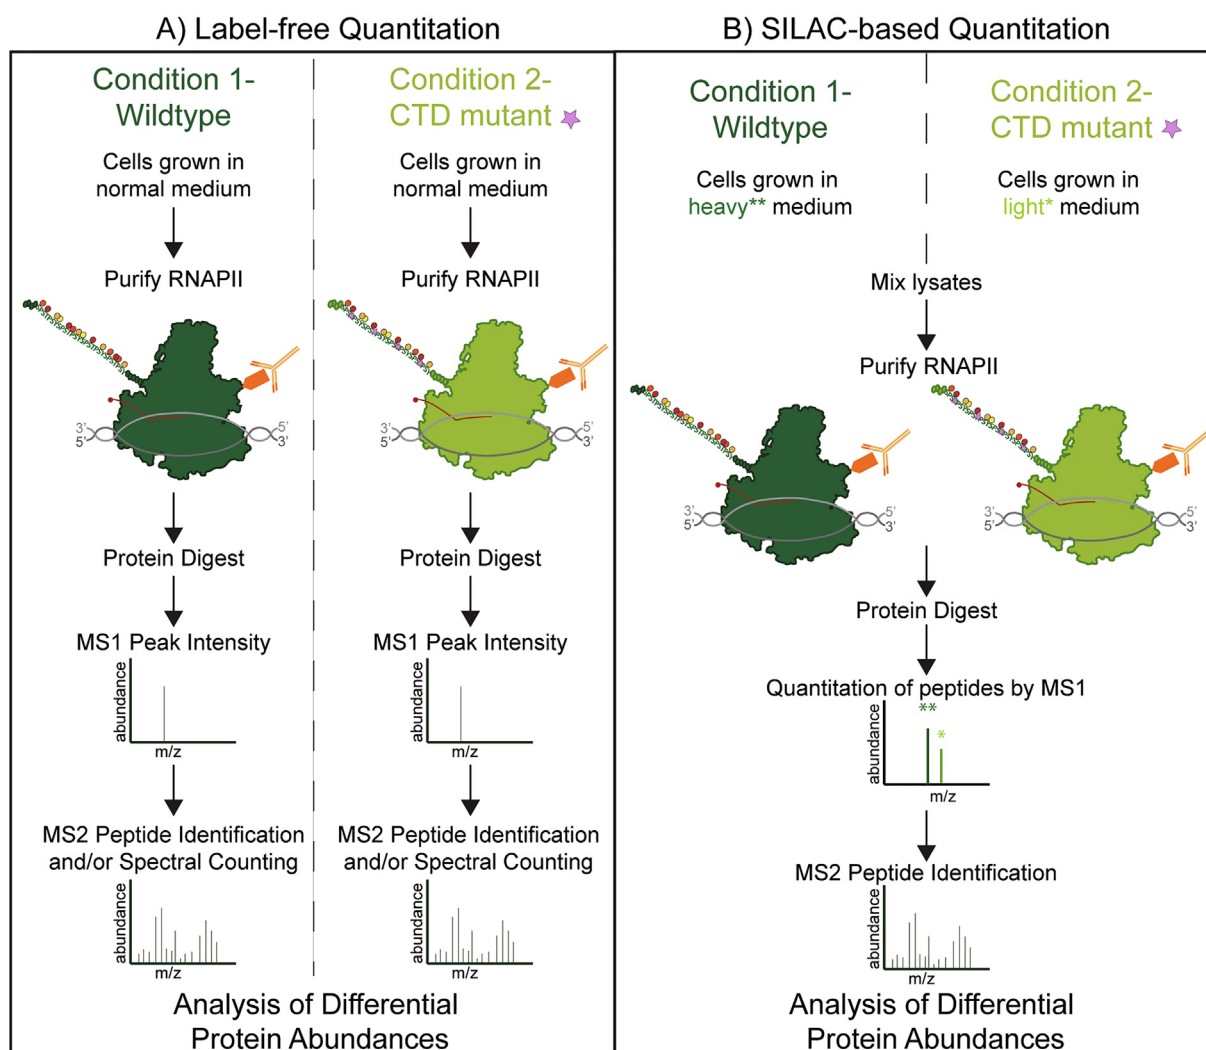 A) Label-free Quantitation
Condition 1-
Wildtype
Cells grown in
normal medium
Purify RNAPII
3'
5'
5'
3'
Protein Digest
MS1 Peak Intensity
abundance
m/z
MS2 Peptide Identification
and/or Spectral Counting
abundance
m/z
Condition 2-
CTD mutant
Cells grown in
normal medium
Purify RNAPII
3'
5'
5'
3'
Protein Digest
MS1 Peak Intensity
abundance
m/z
MS2 Peptide Identification
and/or Spectral Counting
abundance
m/z
Analysis of Differential
Protein Abundances
B) SILAC-based Quantitation
Condition 1-
Wildtype
Cells grown in
heavy** medium
Condition 2-
CTD mutant
Cells grown in
light* medium
Mix lysates
Purify RNAPII
3'
5'
5'
3'
3'
5'
5'
3'
Protein Digest
Quantitation of peptides by MS1
**
*
abundance
m/z
MS2 Peptide Identification
abundance
m/z
Analysis of Differential
Protein Abundances